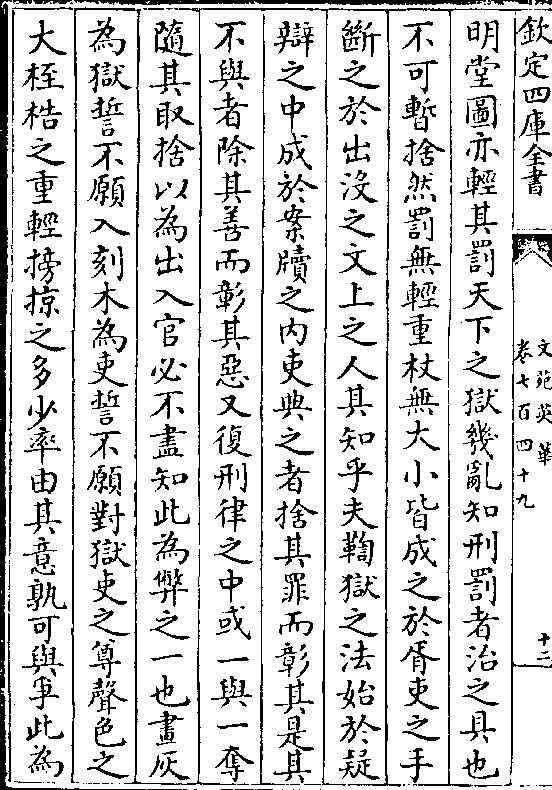 欽定四庫全書
文苑英華
卷七百四十九
十二
明堂圖亦輕其罰天下之獄幾亂知刑罰者治之具也
不可暫捨然罰無輕重杖無大小皆成之於胥吏之手
斷之於出沒之文上之人其知乎夫鞫獄之法始於疑
辯之中成於案牘之內吏典之者捨其罪而彰其是其
不與者除其善而彰其惡又復刑律之中或一與一奪
隨其取捨以為出入官必不盡知此為弊之一也畫灰
為獄誓不願入刻木為吏誓不願對獄吏之尊聲色之
大桎梏之重輕搒掠之多少率由其意孰可與爭此為